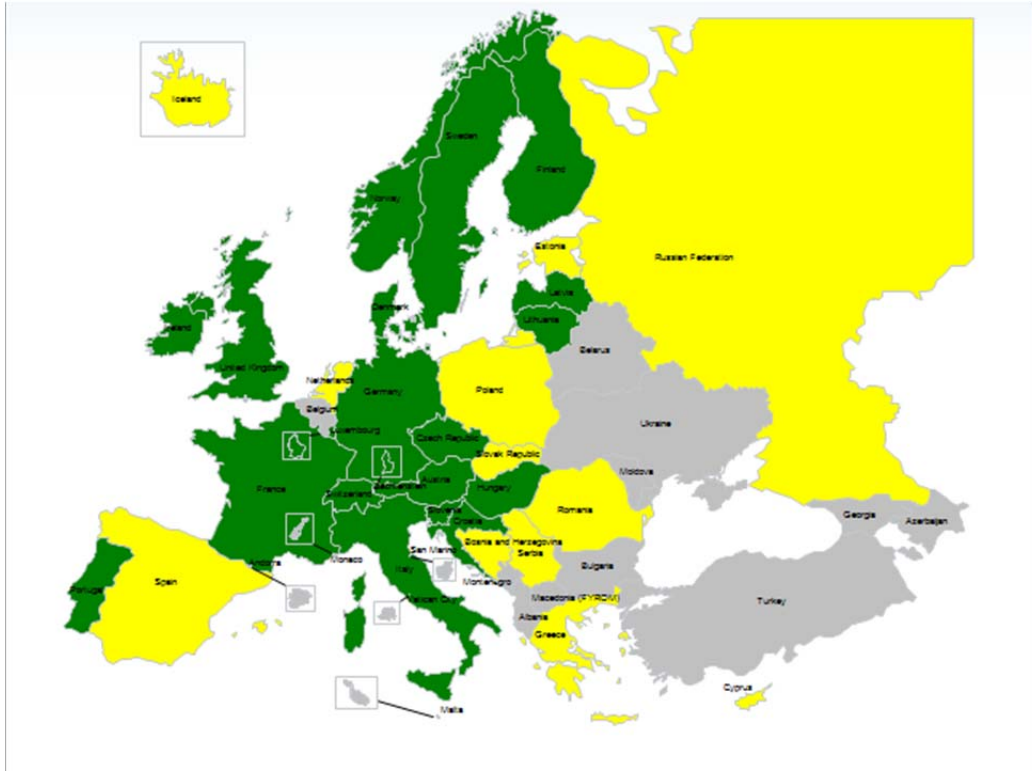 Iceland
Sweden
Finland
Norway
Estonia
Russian Federation
Latvia
Denmark
Lithuania
Ireland
Belarus
United Kingdom
Netherlands
Germany
Poland
Belgium
Ukraine
Luxembourg
Czech Republic
Slovak Republic
Moldova
Austria
Liechtenstein
France
Switzerland
Hungary
Romania
Slovenia
Georgia
Croatia
Azerbaijan
Bosnia and Herzegovina
San Marino
Serbia
Monaco
Andorra
Italy
Bulgaria
Spain
Montenegro
Portugal
Vatican City
Macedonia (FYROM)
Turkey
Albania
Greece
Cyprus
Malta